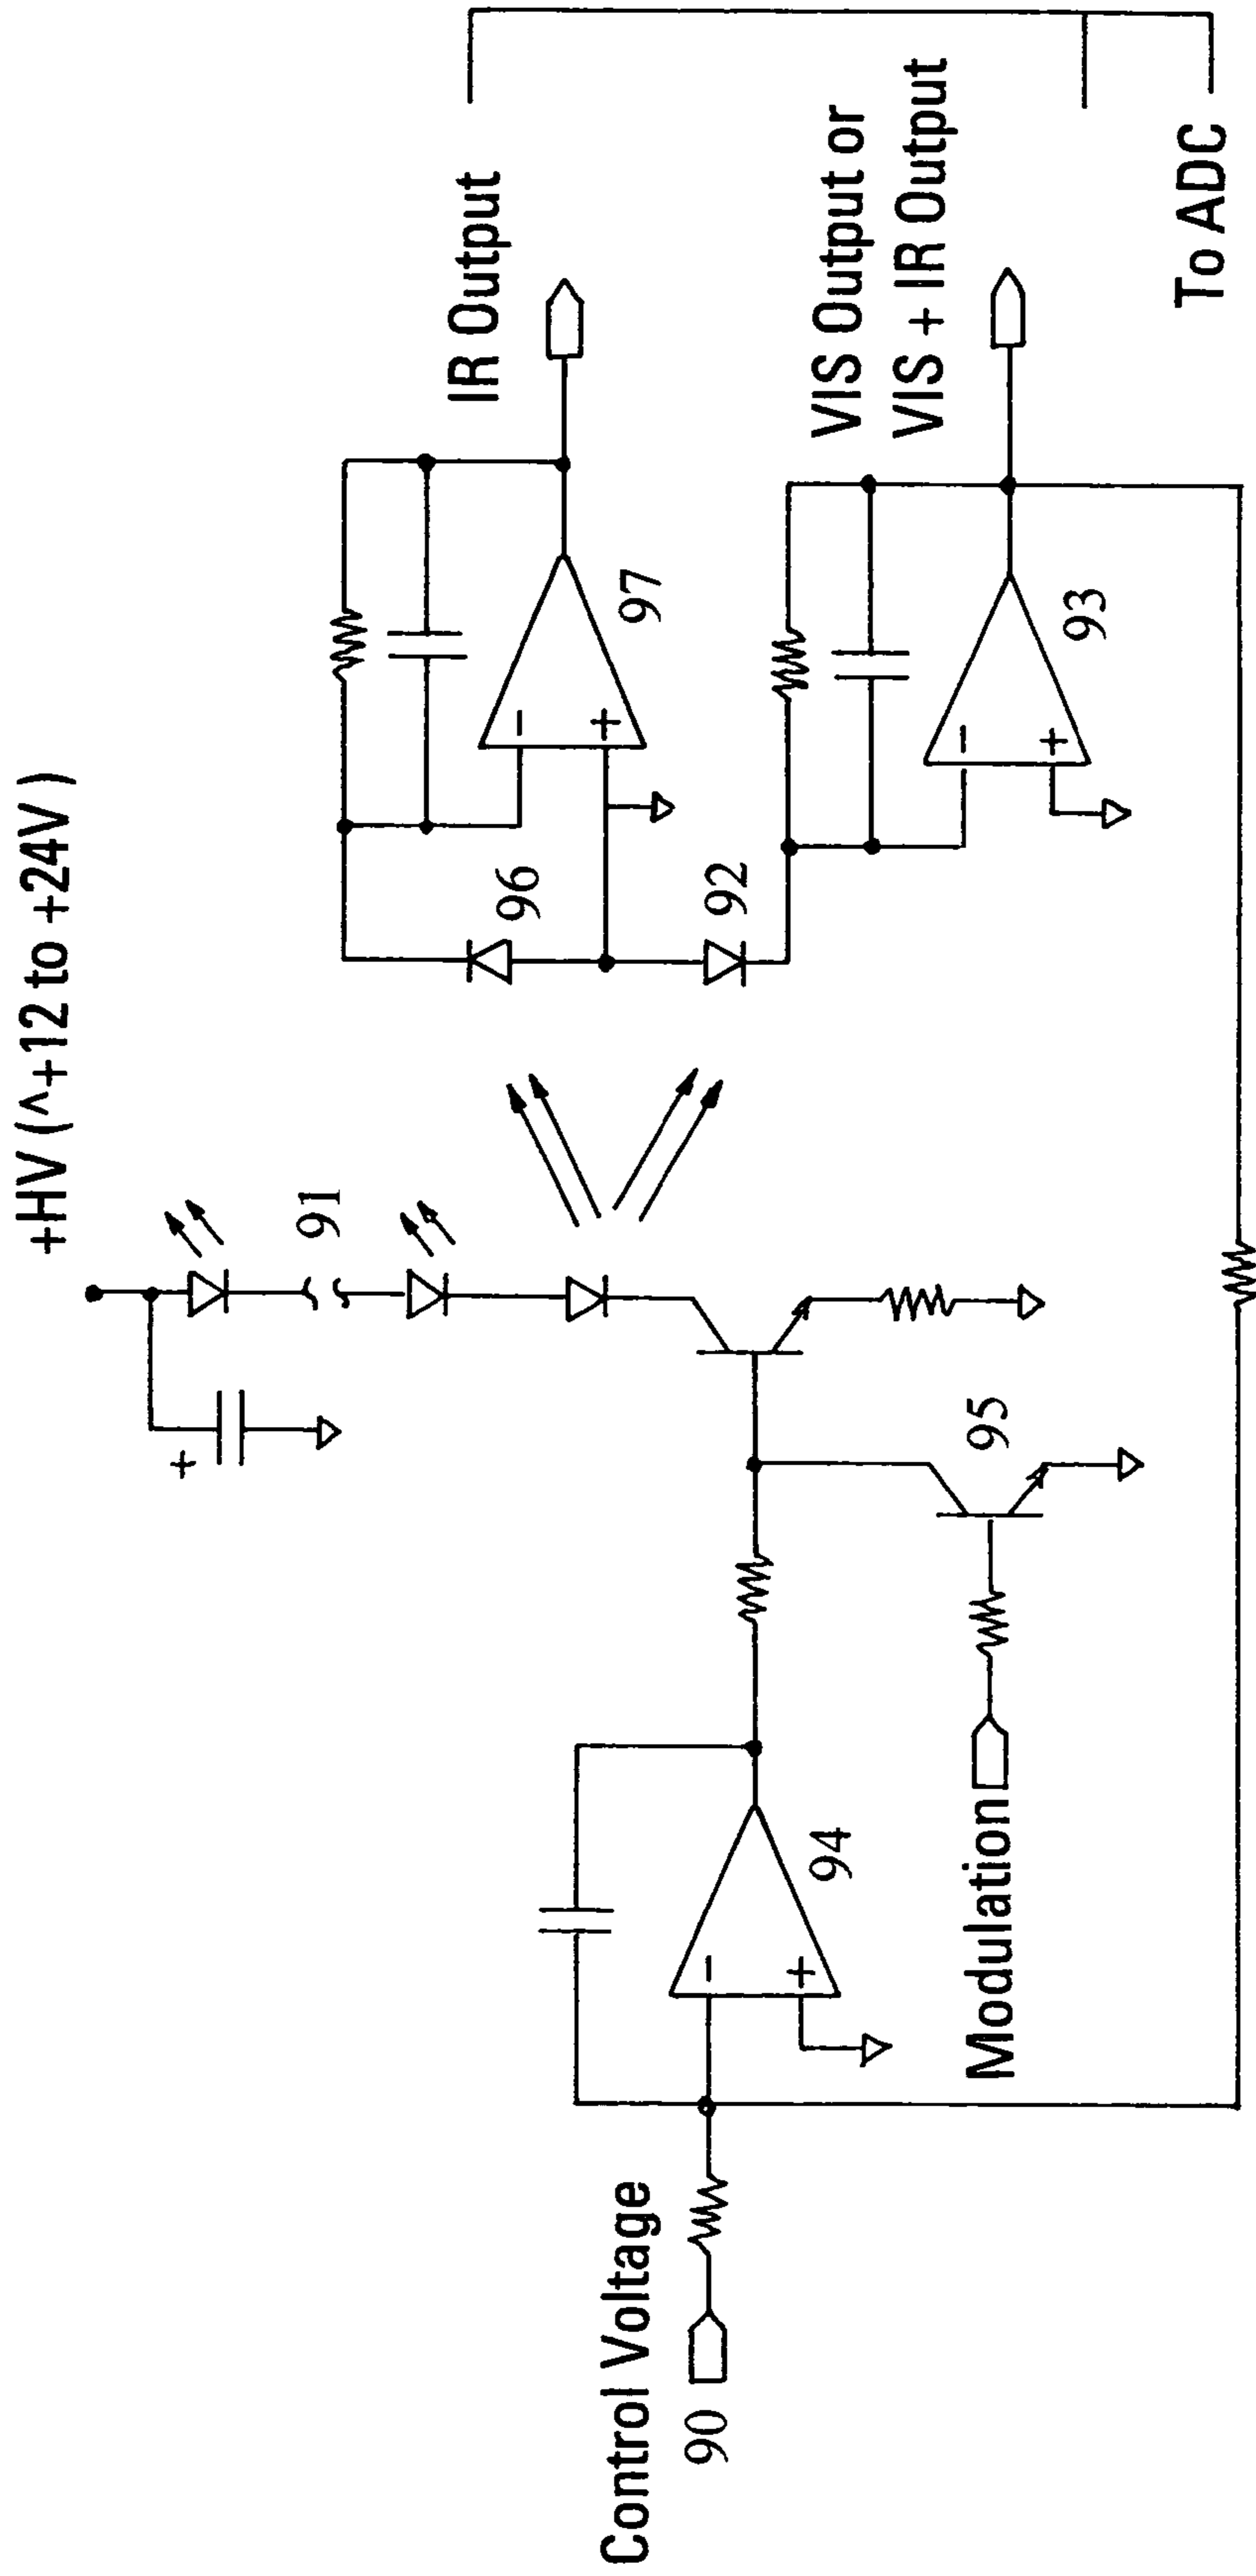 +HV (^+12 to +24V )
91
IR Output
96
97
VIS Output or
VIS + IR Output
92
93
To ADC
Control Voltage
90
94
95
Modulation
+
-
+
-
+
-
+